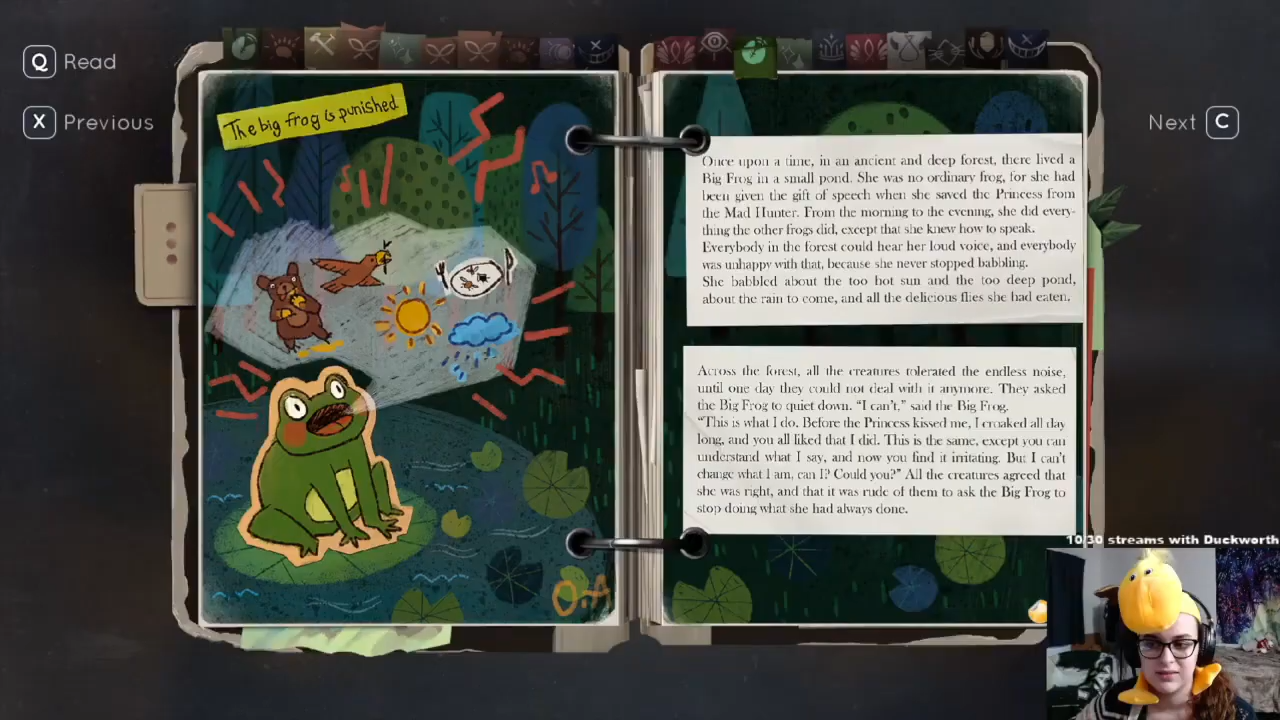 Q Read
X Previous
Next C
The big frog is punished
Once upon a time, in an ancient and deep forest, there lived a
Big Frog in a small pond. She was no ordinary frog, for she had
been given the gift of speech when she saved the Princess from
the Mad Hunter. From the morning to the evening, she did every-
thing the other frogs did, except that she knew how to speak.
Everybody in the forest could hear her loud voice, and everybody
was unhappy with that, because she never stopped babbling.
She babbled about the too hot sun and the too deep pond,
about the rain to come, and all the delicious flies she had eaten.
Across the forest, all the creatures tolerated the endless noise,
until one day they could not deal with it anymore. They asked
the Big Frog to quiet down. “I can’t,” said the Big Frog.
“This is what I do. Before the Princess kissed me, I croaked all day
long, and you all liked that I did. This is the same, except you can
understand what I say, and now you find it irritating. But I can’t
change what I am, can I? Could you?” All the creatures agreed that
she was right, and that it was rude of them to ask the Big Frog to
stop doing what she had always done.
O.A
10/30 streams with Duckworth